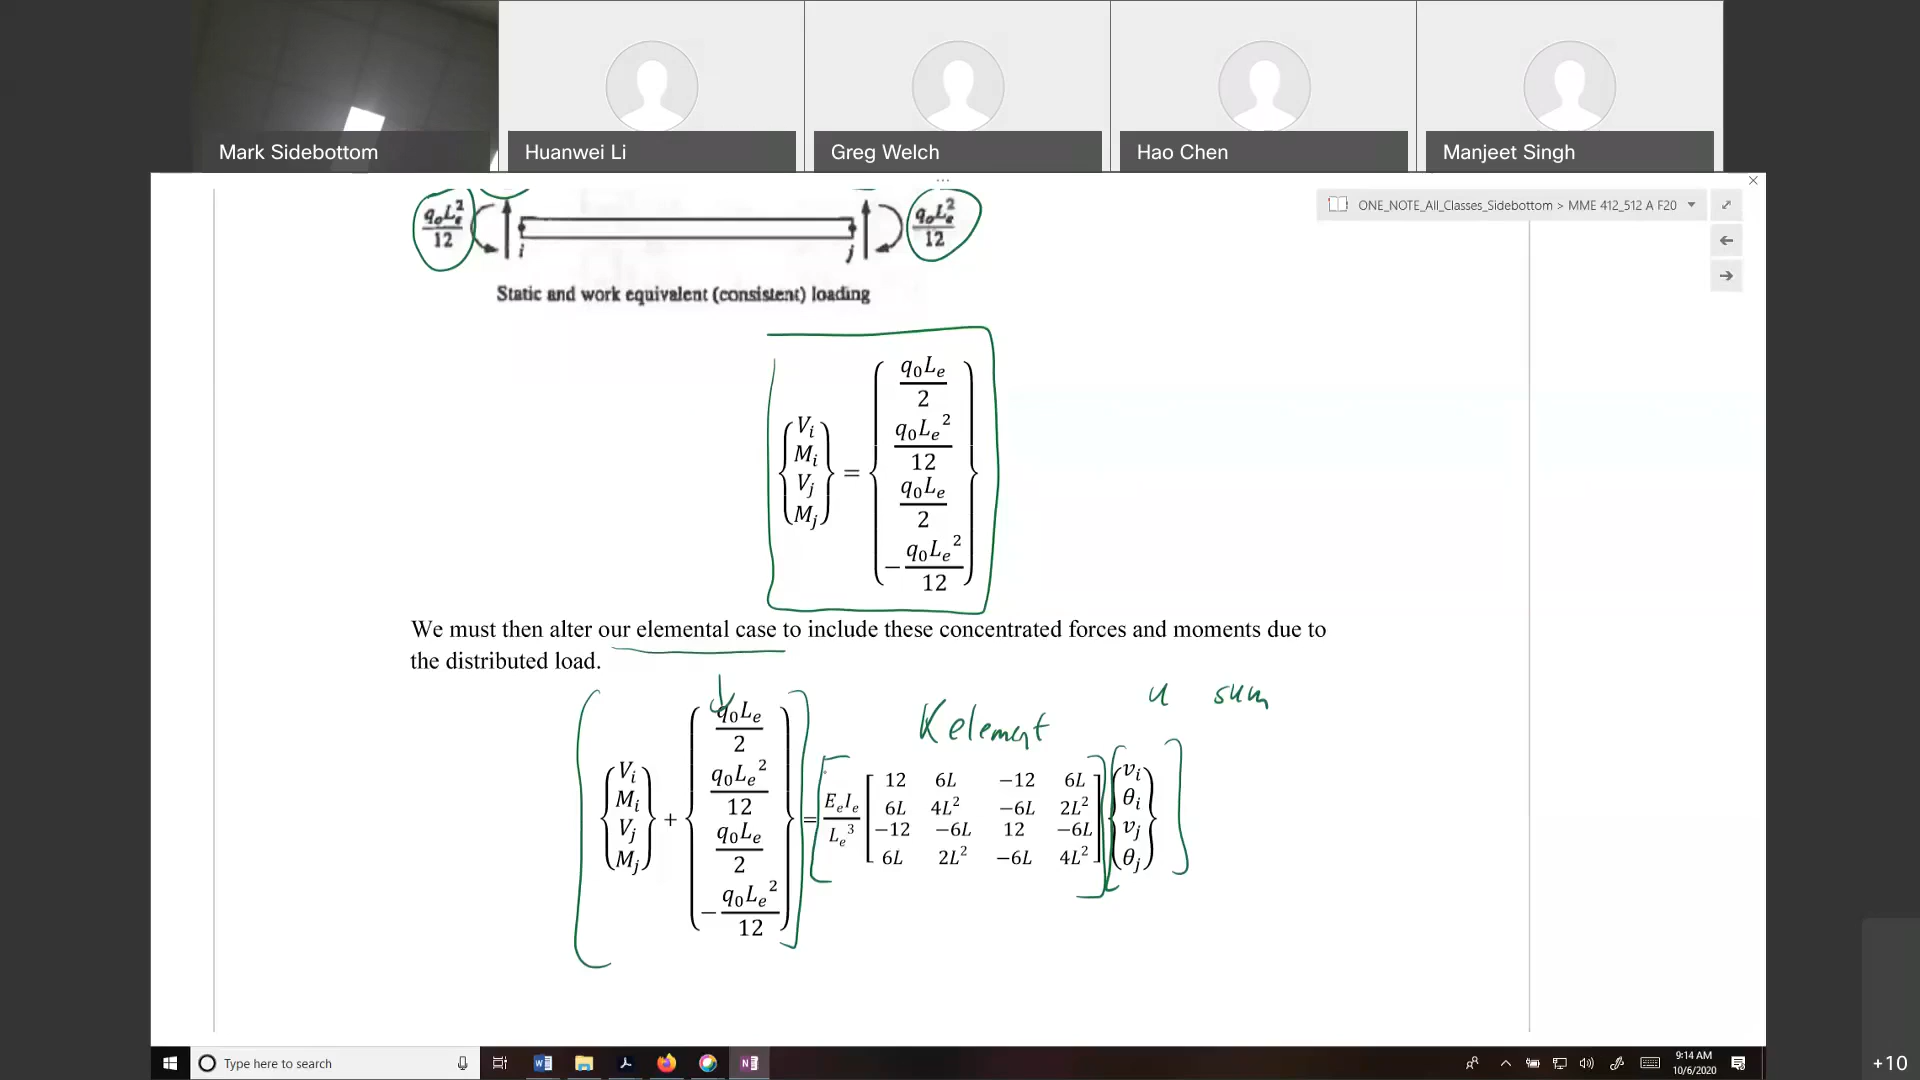 Mark Sidebottom
Huanwei Li
Greg Welch
Hao Chen
Manjeet Singh
ONE_NOTE_All_Classes_Sidebottom > MME 412_512 A F20
q₀Lₑ²/12 i j q₀Lₑ²/12
Static and work equivalent (consistent) loading
{Vᵢ Mᵢ Vⱼ Mⱼ} = {q₀Lₑ/2 q₀Lₑ²/12 q₀Lₑ/2 −q₀Lₑ²/12}
We must then alter our elemental case to include these concentrated forces and moments due to
the distributed load.
K element
u sum
{Vᵢ Mᵢ Vⱼ Mⱼ} + {q₀Lₑ/2 q₀Lₑ²/12 q₀Lₑ/2 −q₀Lₑ²/12} = EₑIₑ/Lₑ³
12 6L −12 6L
6L 4L² −6L 2L²
−12 −6L 12 −6L
6L 2L² −6L 4L²
{vᵢ θᵢ vⱼ θⱼ}
Type here to search
9:14 AM
10/6/2020
+10